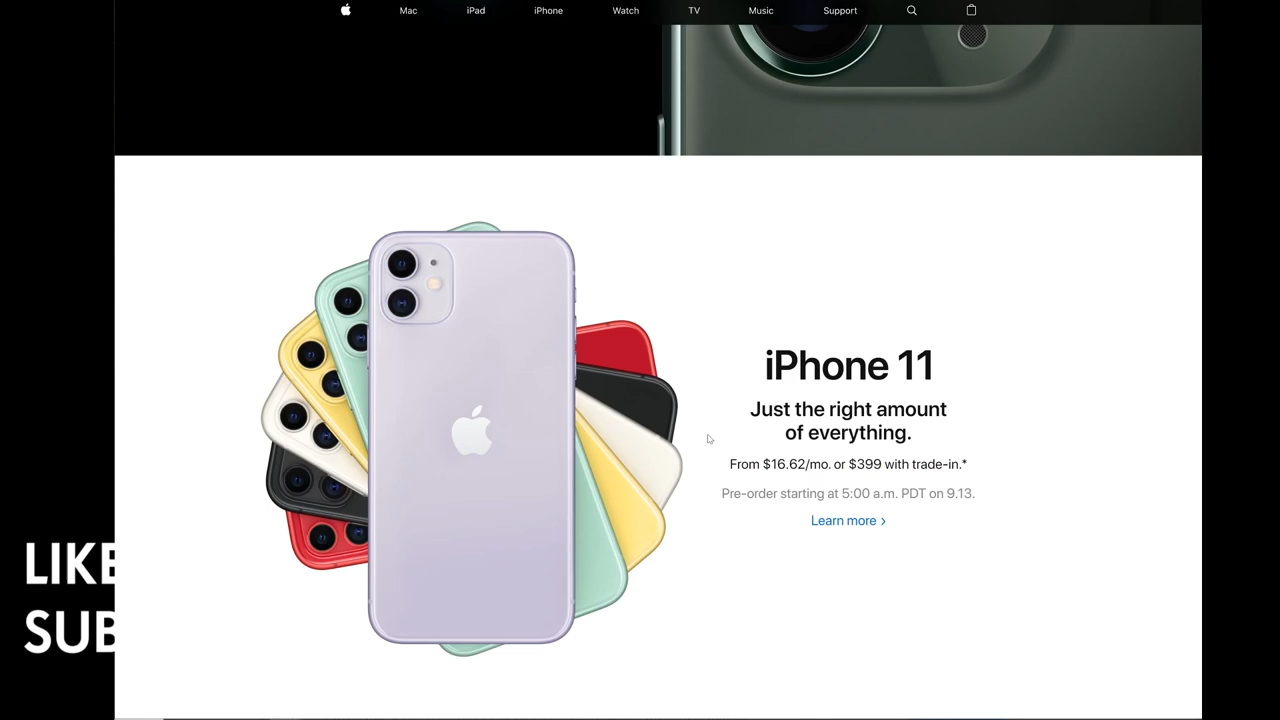 Mac iPad iPhone Watch TV Music Support
iPhone 11
Just the right amount
of everything.
From $16.62/mo. or $399 with trade-in.*
Pre-order starting at 5:00 a.m. PDT on 9.13.
Learn more >
LIKE
SUB